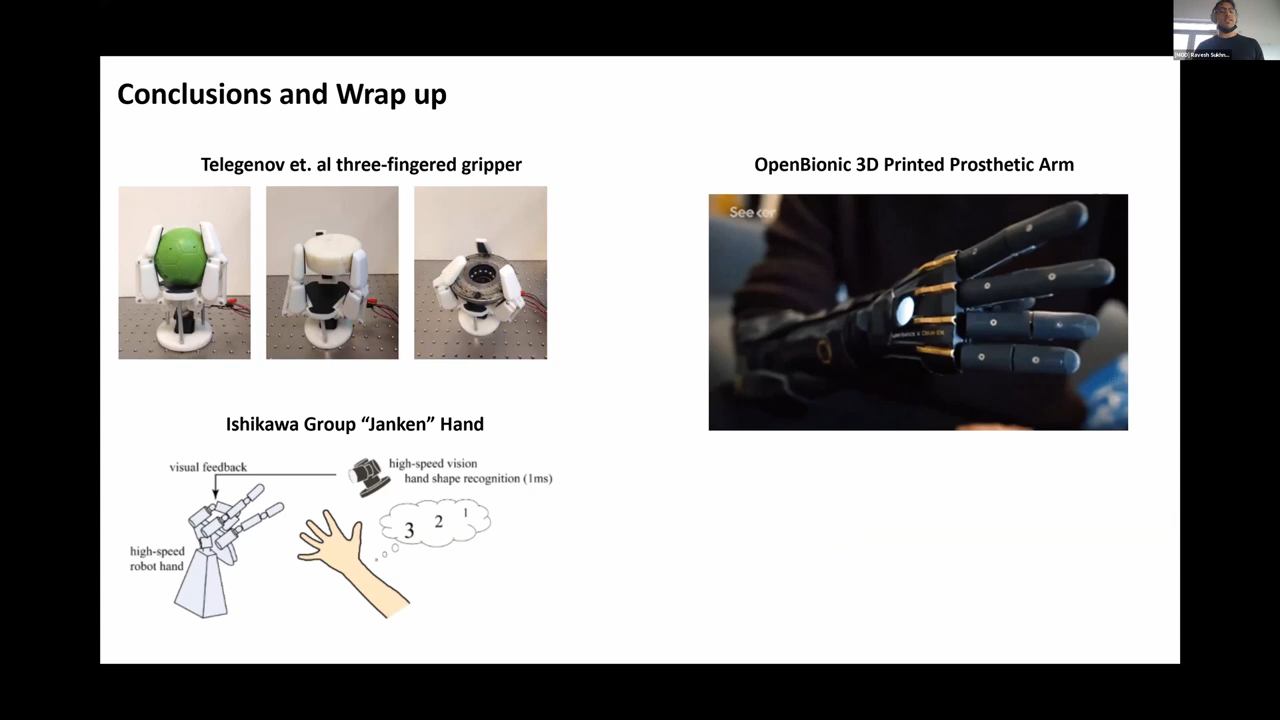 Conclusions and Wrap up
Telegenov et. al three-fingered gripper
OpenBionic 3D Printed Prosthetic Arm
Seeker
Ishikawa Group “Janken” Hand
visual feedback
high-speed vision
hand shape recognition (1ms)
3 2 1
high-speed
robot hand